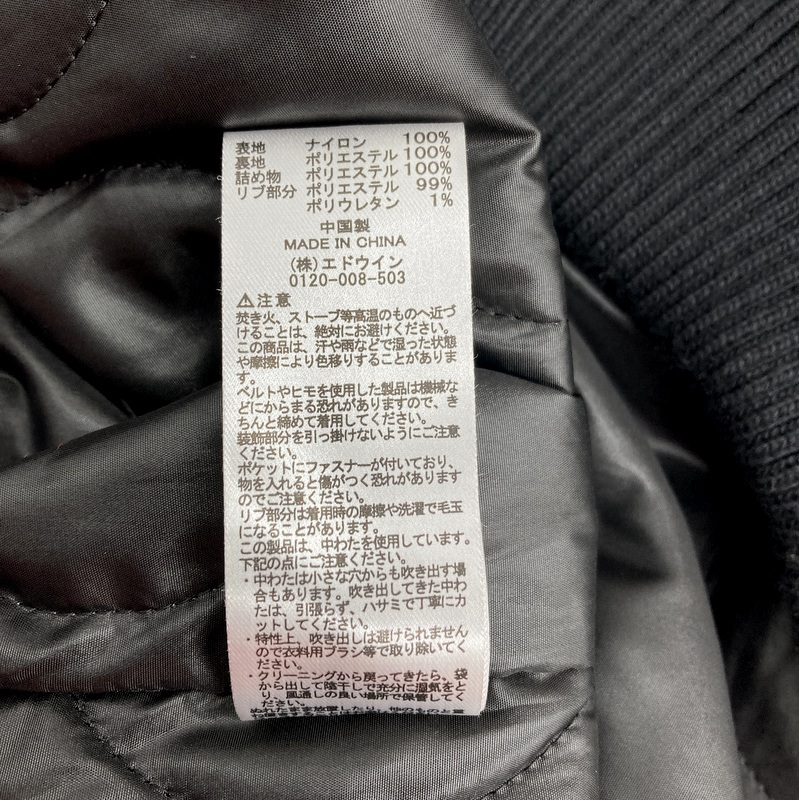 表地 ナイロン 100%
裏地 ポリエステル 100%
詰め物 ポリエステル 100%
リブ部分 ポリエステル 99%
ポリウレタン 1%
中国製
MADE IN CHINA
(株)エドウイン
0120-008-503
⚠注意
焚き火、ストーブ等高温のものへ近づ
けることは、絶対にお避けください。
この商品は、汗や雨などで湿った状態
や摩擦により色移りすることがありま
す。
ベルトやヒモを使用した製品は機械な
どにからまる恐れがありますので、き
ちんと締めて着用してください。
装飾部分を引っ掛けないようにご注意
ください。
ポケットにファスナーが付いており、
物を入れると傷がつく恐れがあります
のでご注意ください。
リブ部分は着用時の摩擦や洗濯で毛玉
になることがあります。
この製品は、中わたを使用しています。
下記の点にご注意ください。
・中わたは小さな穴からも吹き出す場
合もあります。吹き出してきた中わ
たは、引張らず、ハサミで丁寧にカ
ットしてください。
・特性上、吹き出しは避けられません
ので衣料用ブラシ等で取り除いてく
ださい。
・クリーニングから戻ってきたら、袋
から出して陰干しで充分に湿気をと
り、風通しの良い場所で保管してく
ださい。
ぬれたまま放置したり、他のものと重